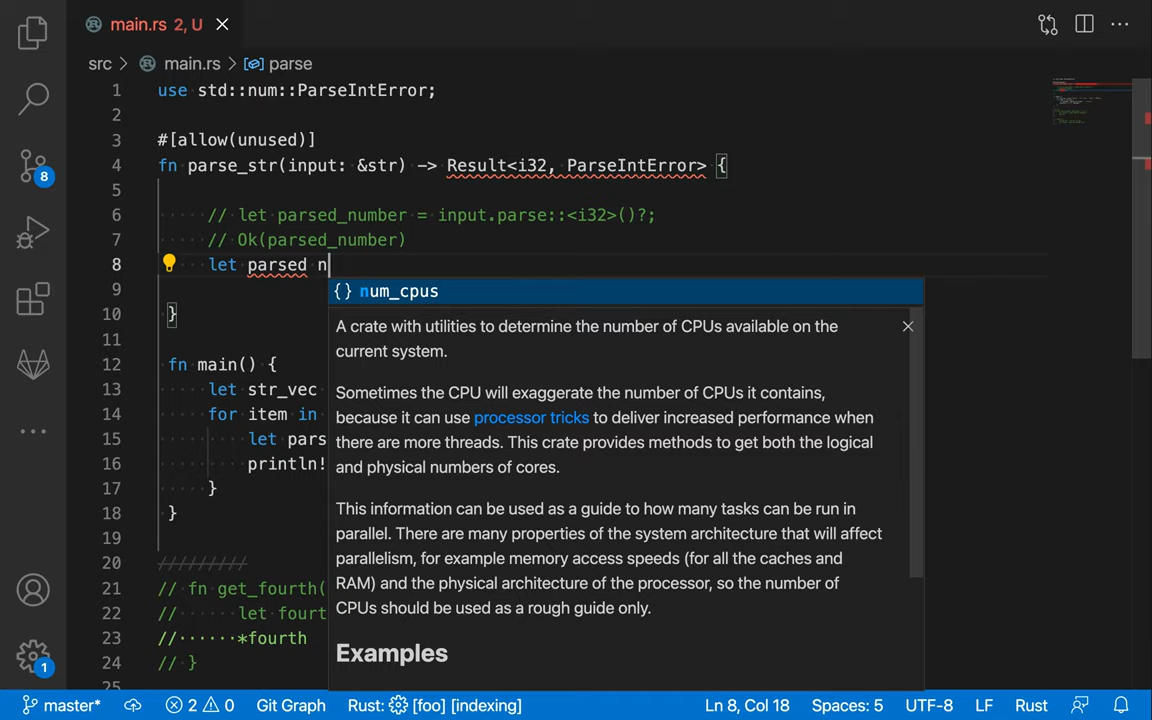 main.rs 2, U
src > main.rs > parse
1 use std::num::ParseIntError;
2
3 #[allow(unused)]
4 fn parse_str(input: &str) -> Result<i32, ParseIntError> {
5
6 // let parsed_number = input.parse::<i32>()?;
7 // Ok(parsed_number)
8 let parsed n
9
10 }
11
12 fn main() {
13 let str_vec
14 for item in
15 let pars
16 println!
17 }
18 }
19
20 /////////
21 // fn get_fourth(
22 // let fourt
23 //······*fourth
24 // }
25
{} num_cpus
A crate with utilities to determine the number of CPUs available on the
current system.
Sometimes the CPU will exaggerate the number of CPUs it contains,
because it can use processor tricks to deliver increased performance when
there are more threads. This crate provides methods to get both the logical
and physical numbers of cores.
This information can be used as a guide to how many tasks can be run in
parallel. There are many properties of the system architecture that will affect
parallelism, for example memory access speeds (for all the caches and
RAM) and the physical architecture of the processor, so the number of
CPUs should be used as a rough guide only.
Examples
8
1
master* 2 0 Git Graph Rust: [foo] [indexing] Ln 8, Col 18 Spaces: 5 UTF-8 LF Rust